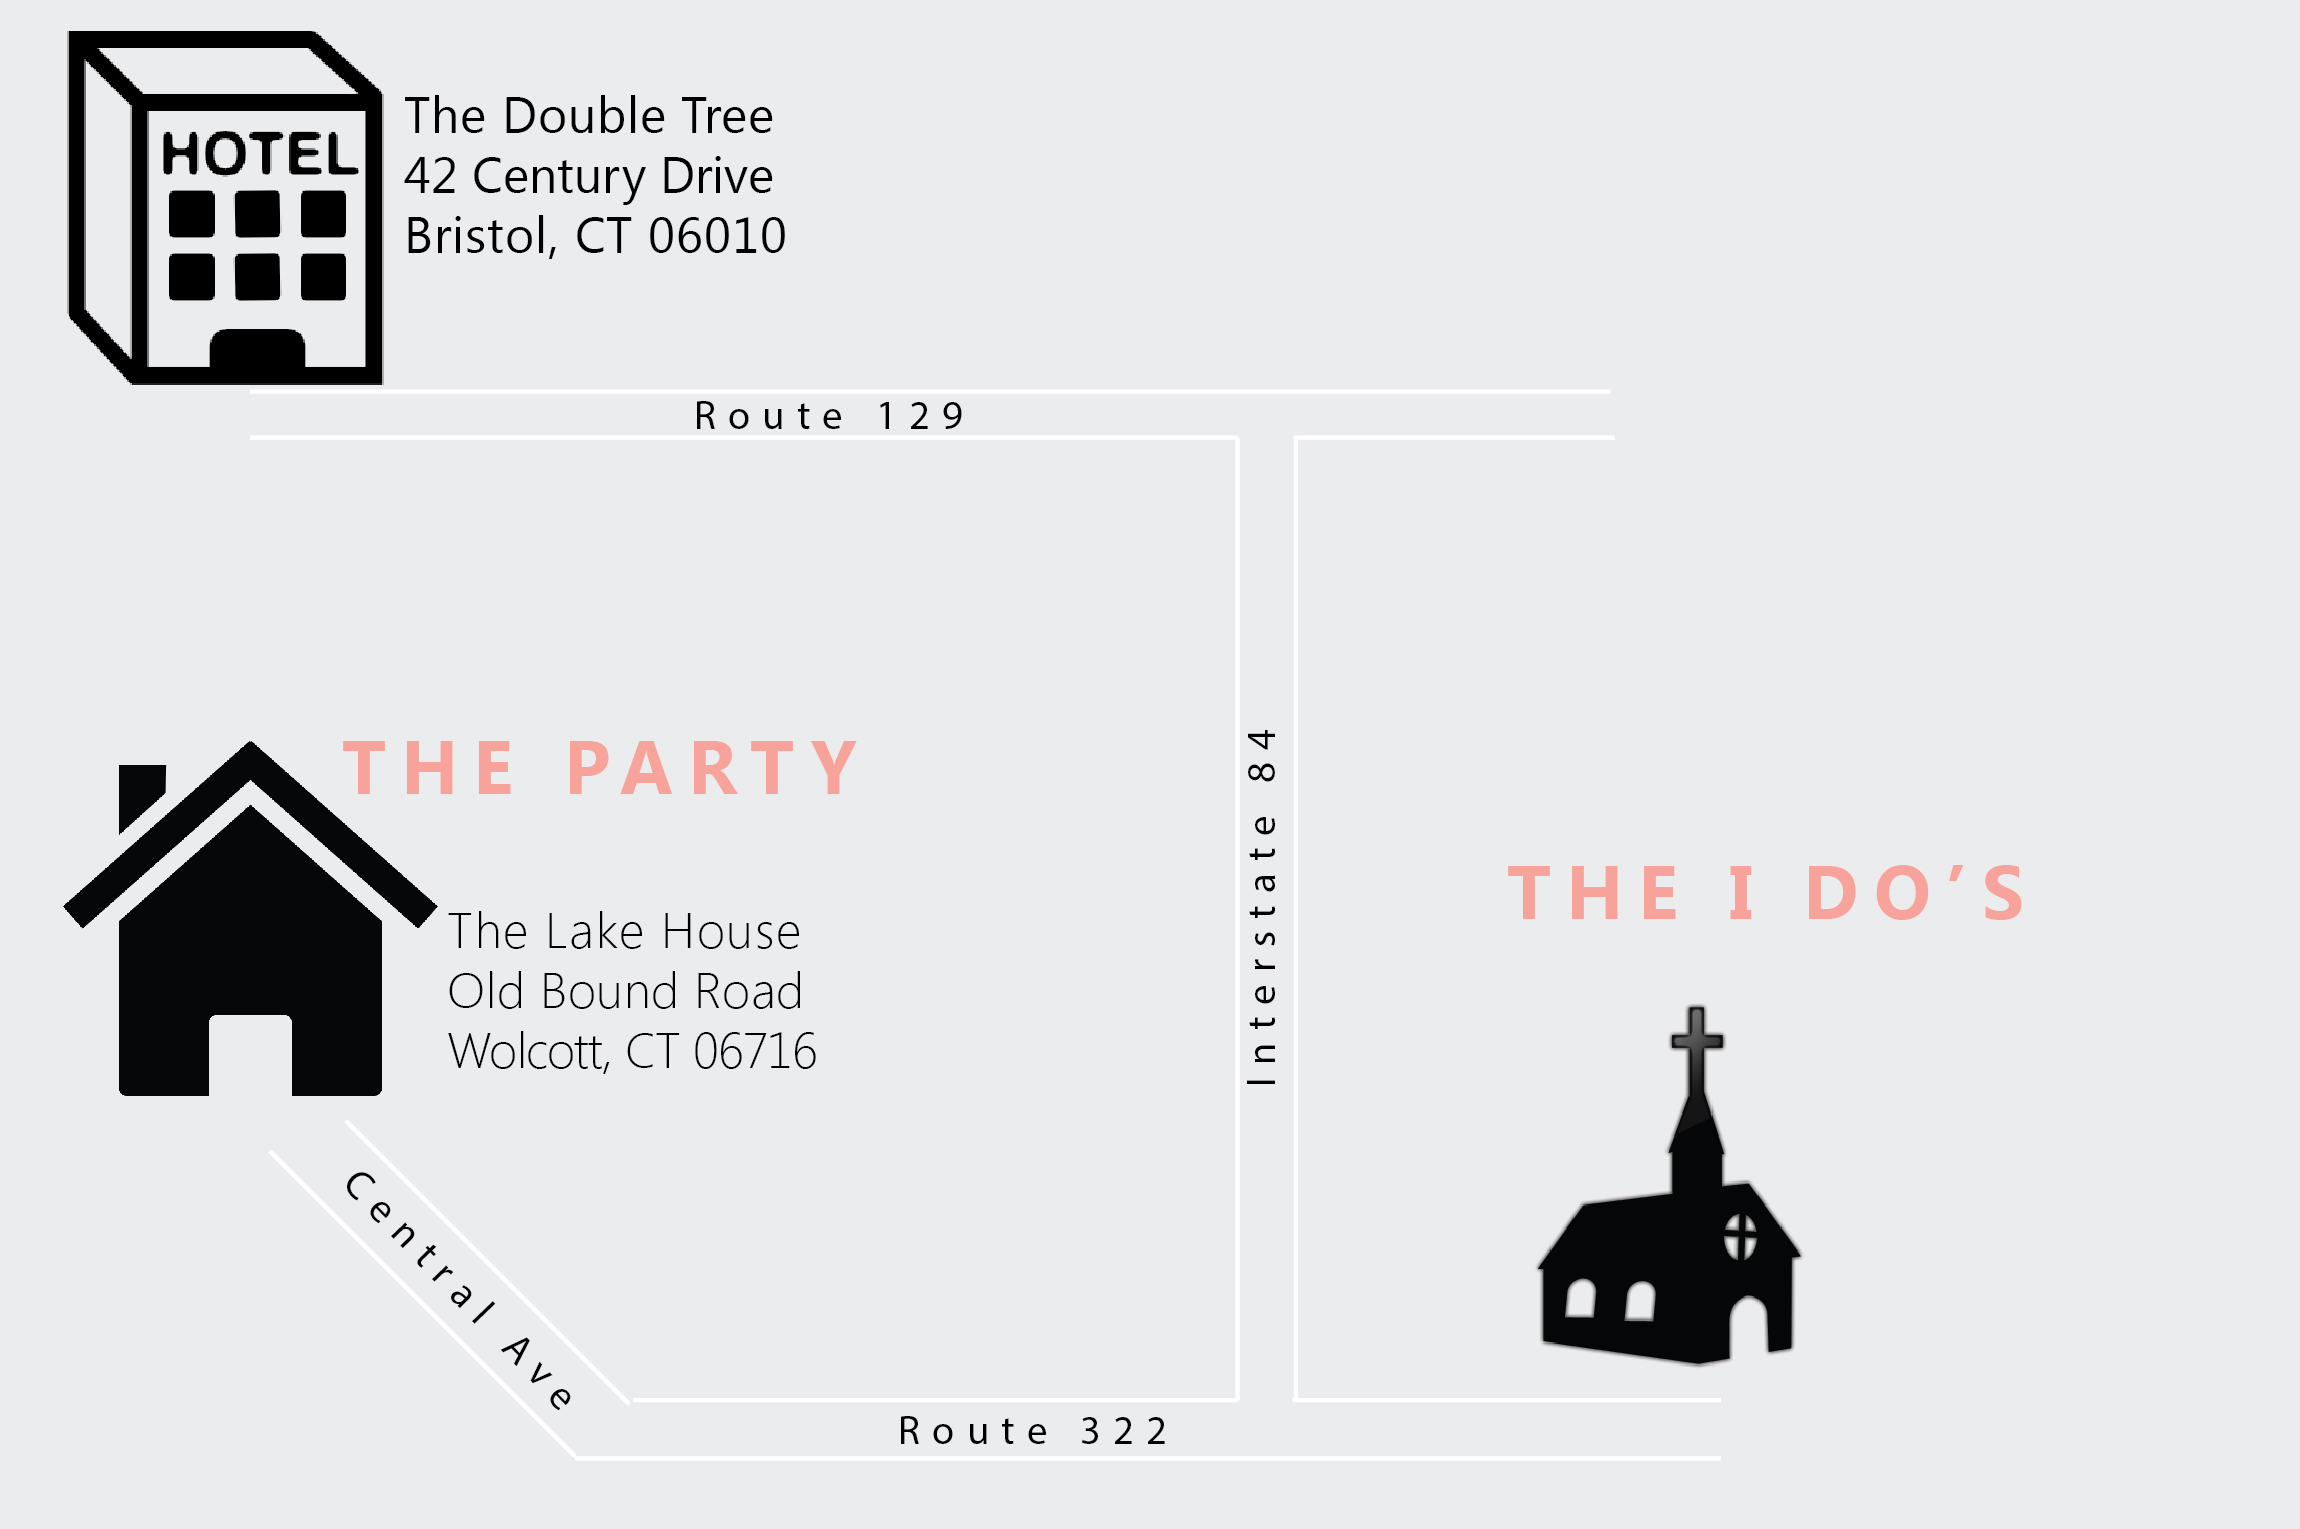 HOTEL
The Double Tree
42 Century Drive
Bristol, CT 06010
Route 129
THE PARTY
The Lake House
Old Bound Road
Wolcott, CT 06716
Interstate 84
THE I DO’S
Central Ave
Route 322